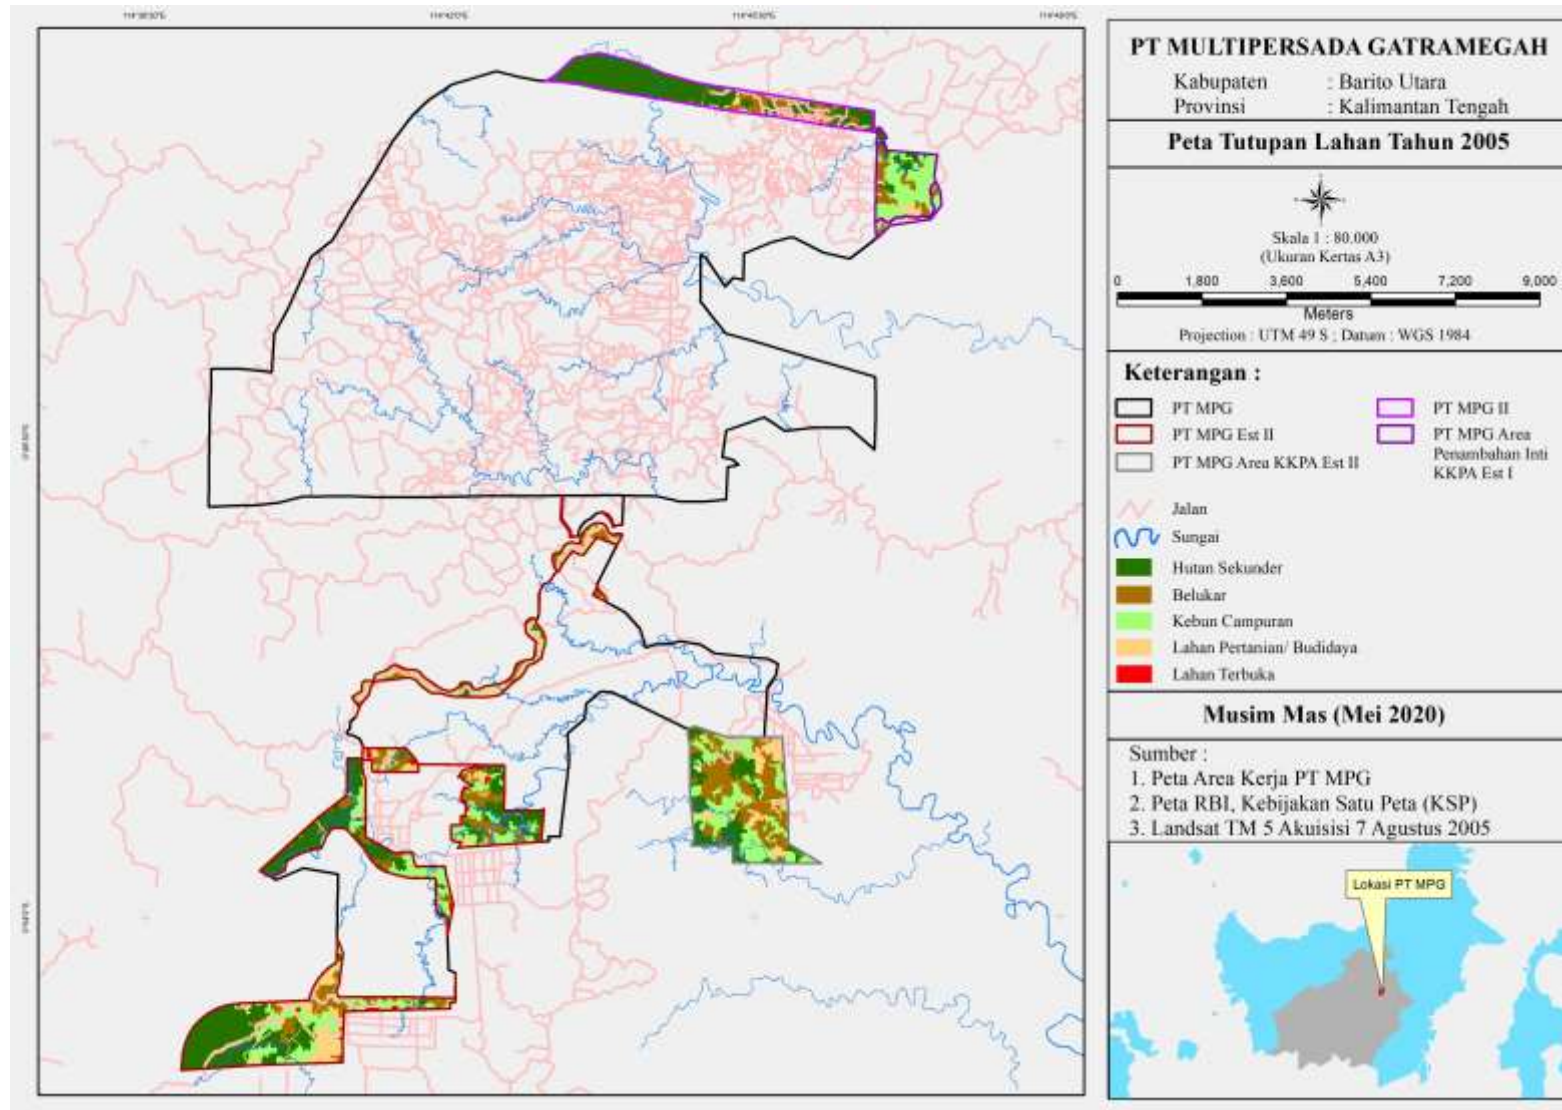 PT MULTIPERSADA GATRAMEGAH
Kabupaten : Barito Utara
Provinsi : Kalimantan Tengah
Peta Tutupan Lahan Tahun 2005
Skala 1 : 80.000
(Ukuran Kertas A3)
0 1,800 3,600 5,400 7,200 9,000
Meters
Projection : UTM 49 S ; Datum : WGS 1984
Keterangan :
PT MPG
PT MPG Est II
PT MPG Area KKPA Est II
PT MPG II
PT MPG Area
Penambahan Inti
KKPA Est I
Jalan
Sungai
Hutan Sekunder
Belukar
Kebun Campuran
Lahan Pertanian/ Budidaya
Lahan Terbuka
Musim Mas (Mei 2020)
Sumber :
1. Peta Area Kerja PT MPG
2. Peta RBI, Kebijakan Satu Peta (KSP)
3. Landsat TM 5 Akuisisi 7 Agustus 2005
Lokasi PT MPG